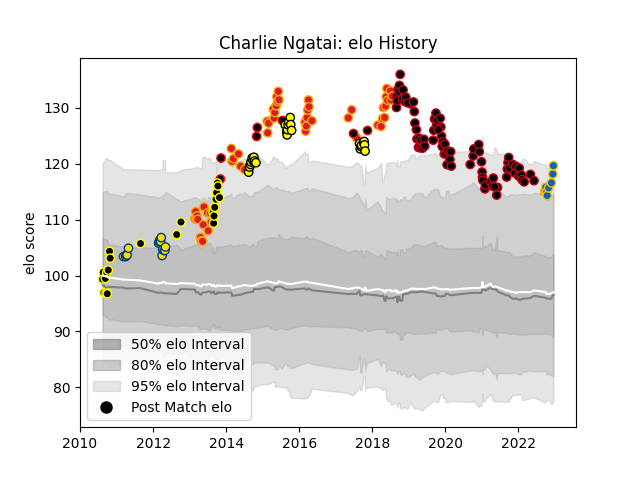 Charlie Ngatai: elo History
elo score
130
120
110
100
90
80
50% elo Interval
80% elo Interval
95% elo Interval
Post Match elo
2010 2012 2014 2016 2018 2020 2022